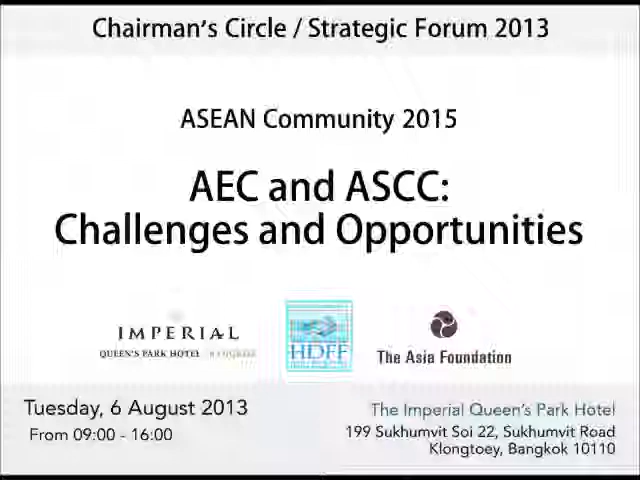 Chairman's Circle / Strategic Forum 2013
ASEAN Community 2015
AEC and ASCC:
Challenges and Opportunities
IMPERIAL
QUEEN'S PARK HOTEL BANGKOK
HDFF
The Asia Foundation
Tuesday, 6 August 2013
From 09:00 - 16:00
The Imperial Queen's Park Hotel
199 Sukhumvit Soi 22, Sukhumvit Road
Klongtoey, Bangkok 10110